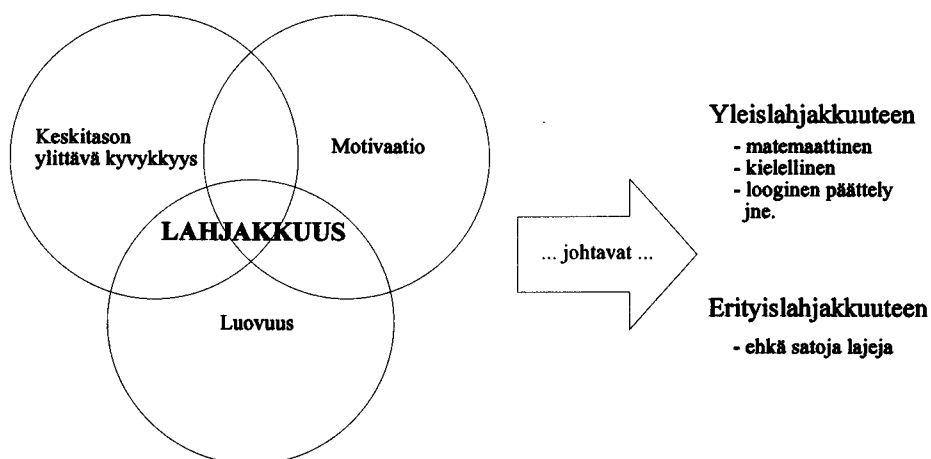 Keskitason
ylittävä kyvykkyys
Motivaatio
LAHJAKKUUS
Luovuus
... johtavat ...
Yleislahjakkuuteen
- matemaattinen
- kielellinen
- looginen päättely
jne.
Erityislahjakkuuteen
- ehkä satoja lajeja